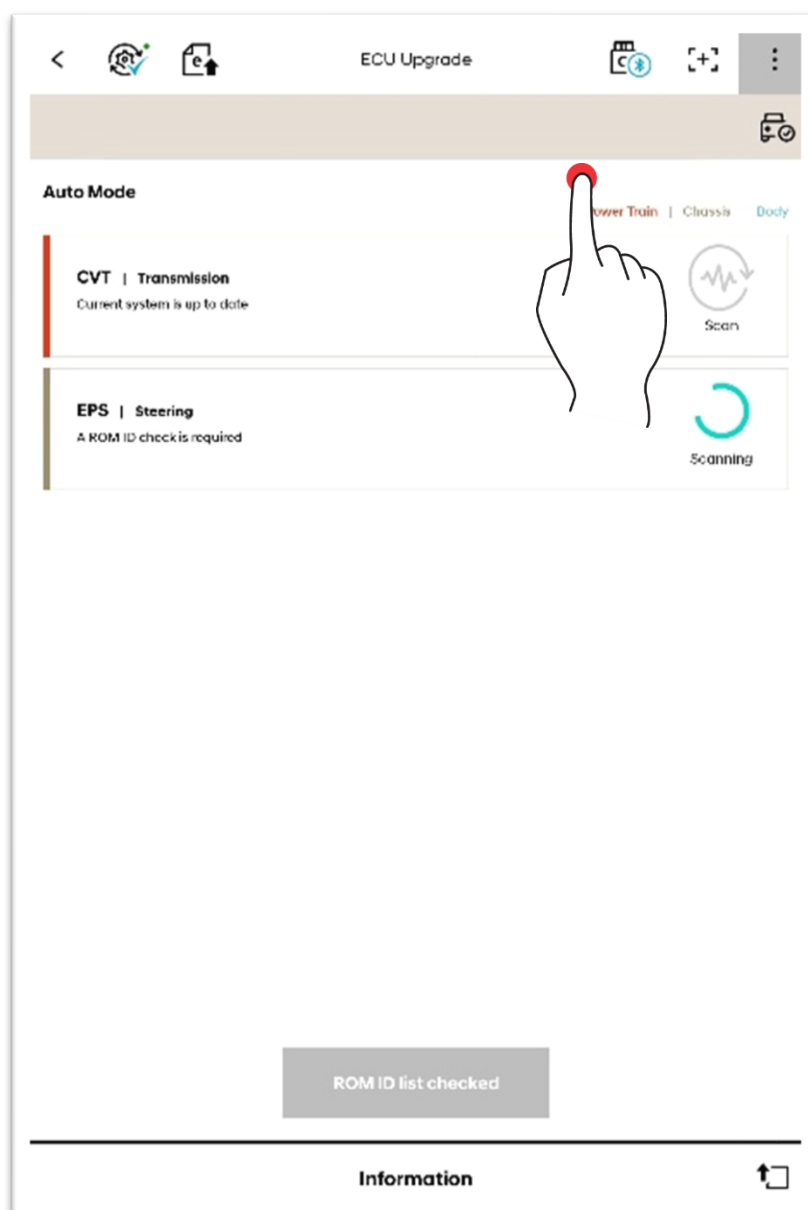 ECU Upgrade
Auto Mode
ower Train | Chassis Body
CVT | Transmission
Current system is up to date
Scan
EPS | Steering
A ROM ID check is required
Scanning
ROM ID list checked
Information